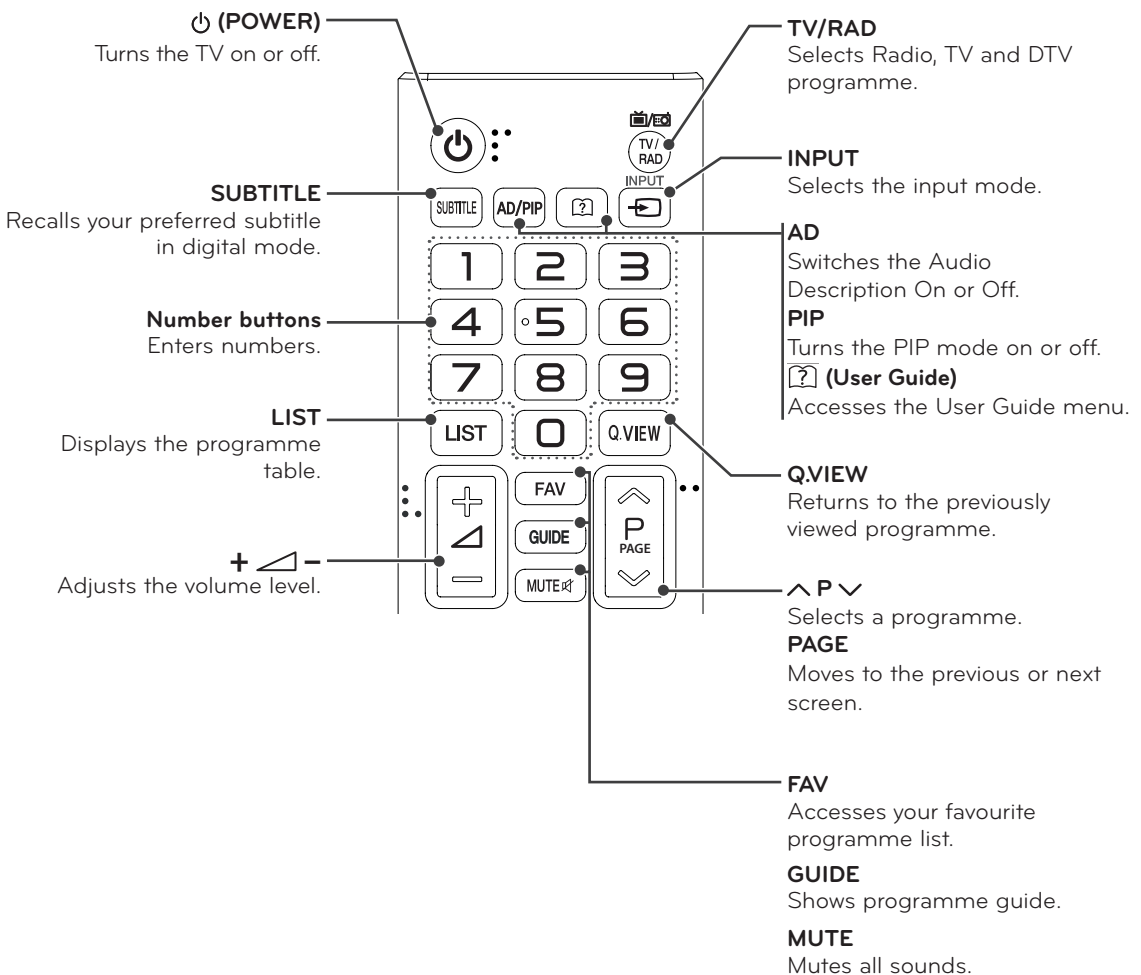 ⏻ (POWER)
Turns the TV on or off.
SUBTITLE
Recalls your preferred subtitle
in digital mode.
Number buttons
Enters numbers.
LIST
Displays the programme
table.
+ ◿ −
Adjusts the volume level.
TV/
RAD
INPUT
SUBTITLE
AD/PIP
?
1
2
3
4
5
6
7
8
9
LIST
0
Q.VIEW
+
−
FAV
GUIDE
MUTE
P
PAGE
TV/RAD
Selects Radio, TV and DTV
programme.
INPUT
Selects the input mode.
AD
Switches the Audio
Description On or Off.
PIP
Turns the PIP mode on or off.
? (User Guide)
Accesses the User Guide menu.
Q.VIEW
Returns to the previously
viewed programme.
∧ P ∨
Selects a programme.
PAGE
Moves to the previous or next
screen.
FAV
Accesses your favourite
programme list.
GUIDE
Shows programme guide.
MUTE
Mutes all sounds.